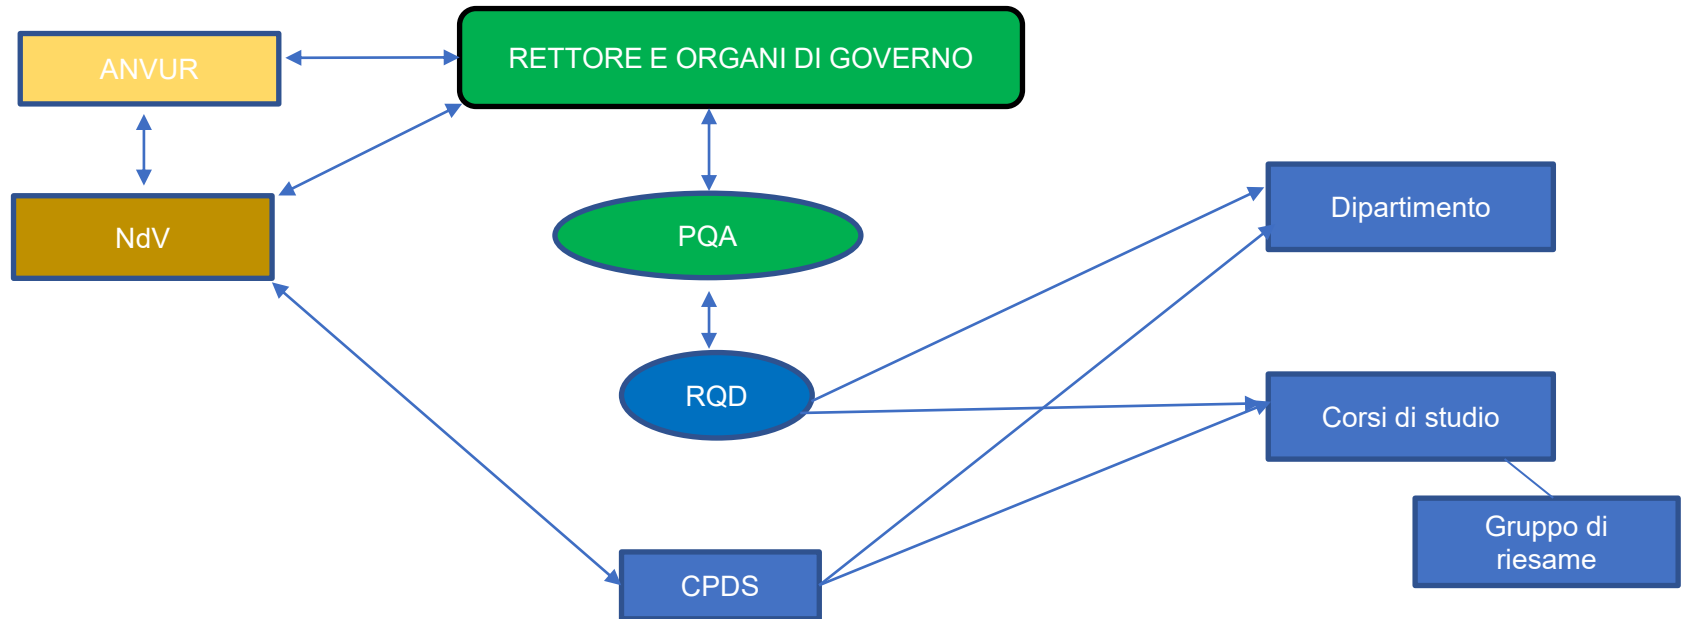 ANVUR
RETTORE E ORGANI DI GOVERNO
NdV
PQA
Dipartimento
RQD
Corsi di studio
Gruppo di
riesame
CPDS